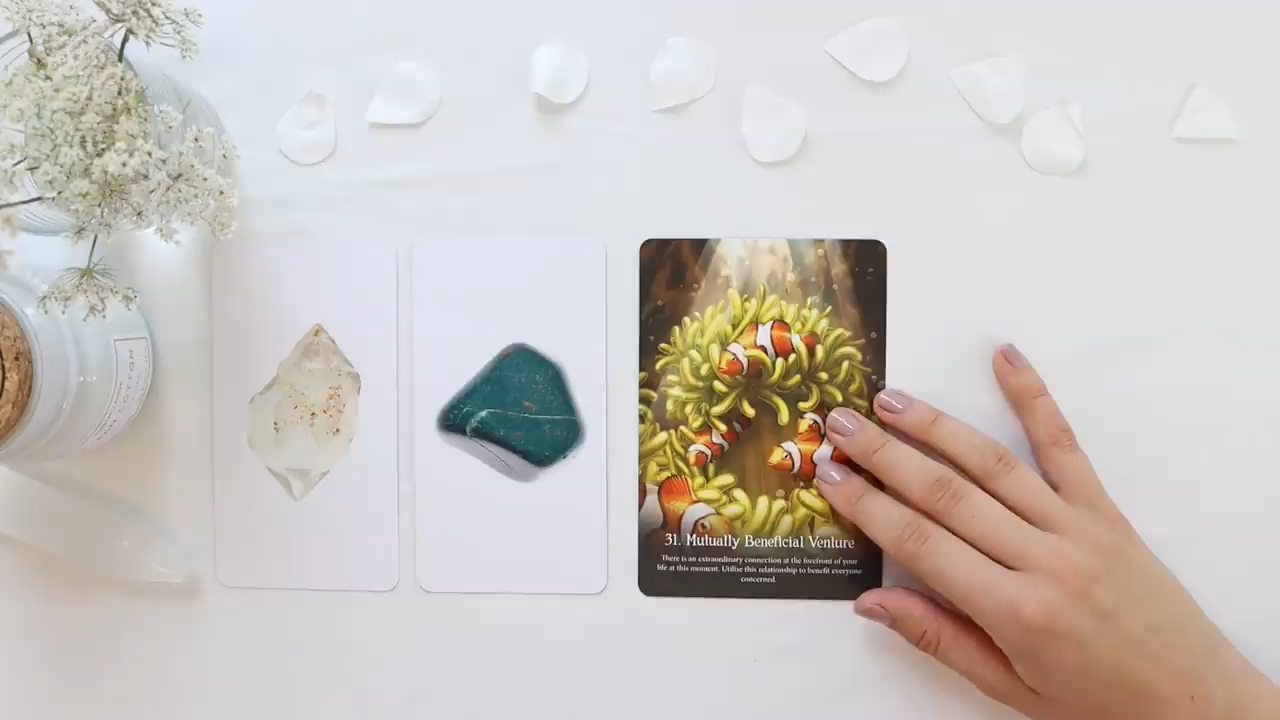 COTTON
31. Mutually Beneficial Venture
There is an extraordinary connection at the forefront of your
life at this moment. Utilise this relationship to benefit everyone
concerned.